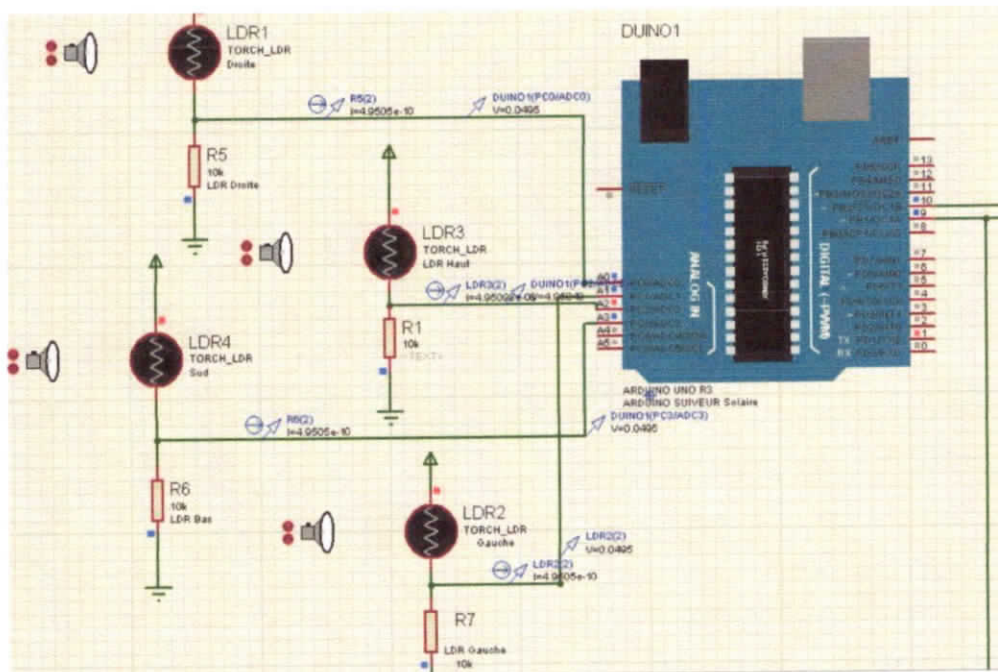 LDR1
TORCH_LDR
Droite
DUINO1
R5(2)
I=4.9505e-10
DUINO1(PC0/ADC0)
V=0.0495
R5
10k
LDR Droite
LDR3
TORCH_LDR
LDR Haut
LDR3(2)
R1
10k
<TEXT>
LDR4
TORCH_LDR
Sud
R6(2)
I=4.9505e-10
DUINO1(PC3/ADC3)
V=0.0495
R6
10k
LDR Bas
LDR2
TORCH_LDR
Gauche
LDR2(2)
V=0.0495
LDR2(2)
I=4.9505e-10
R7
LDR Gauche
10k
AREF
RESET
13
12
11
10
9
8
7
6
5
4
3
2
1
0
TX
RX
A0
A1
A2
A3
A4
A5
ANALOG IN
DIGITAL (~PWM)
ARDUINO UNO R3
ARDUINO SUIVEUR Solaire